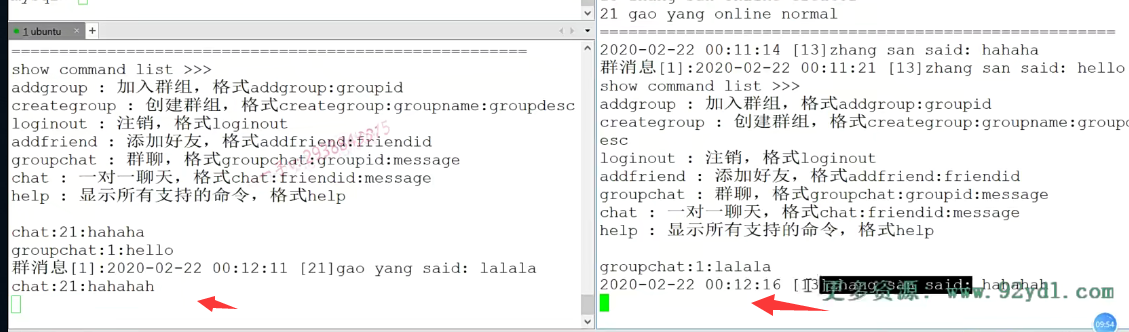 1 ubuntu
=====================================================
show command list >>>
addgroup : 加入群组，格式addgroup:groupid
creategroup : 创建群组，格式creategroup:groupname:groupdesc
loginout : 注销，格式loginout
addfriend : 添加好友，格式addfriend:friendid
groupchat : 群聊，格式groupchat:groupid:message
chat : 一对一聊天，格式chat:friendid:message
help : 显示所有支持的命令，格式help
chat:21:hahaha
groupchat:1:hello
群消息[1]:2020-02-22 00:12:11 [21]gao yang said: lalala
chat:21:hahahah
21 gao yang online normal
=====================================================
2020-02-22 00:11:14 [13]zhang san said: hahaha
群消息[1]:2020-02-22 00:11:21 [13]zhang san said: hello
show command list >>>
addgroup : 加入群组，格式addgroup:groupid
creategroup : 创建群组，格式creategroup:groupname:groupd
esc
loginout : 注销，格式loginout
addfriend : 添加好友，格式addfriend:friendid
groupchat : 群聊，格式groupchat:groupid:message
chat : 一对一聊天，格式chat:friendid:message
help : 显示所有支持的命令，格式help
groupchat:1:lalala
2020-02-22 00:12:16 [13]zhang san said: hahahah
更多资源：www.92ydl.com
09:54